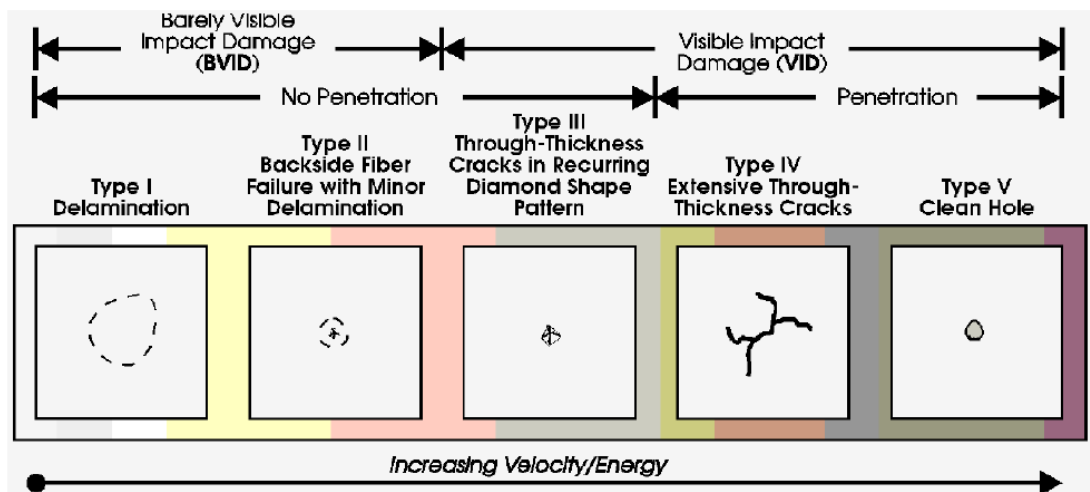 Barely Visible
Impact Damage
(BVID)
Visible Impact
Damage (VID)
No Penetration
Penetration
Type I
Delamination
Type II
Backside Fiber
Failure with Minor
Delamination
Type III
Through-Thickness
Cracks in Recurring
Diamond Shape
Pattern
Type IV
Extensive Through-
Thickness Cracks
Type V
Clean Hole
Increasing Velocity/Energy